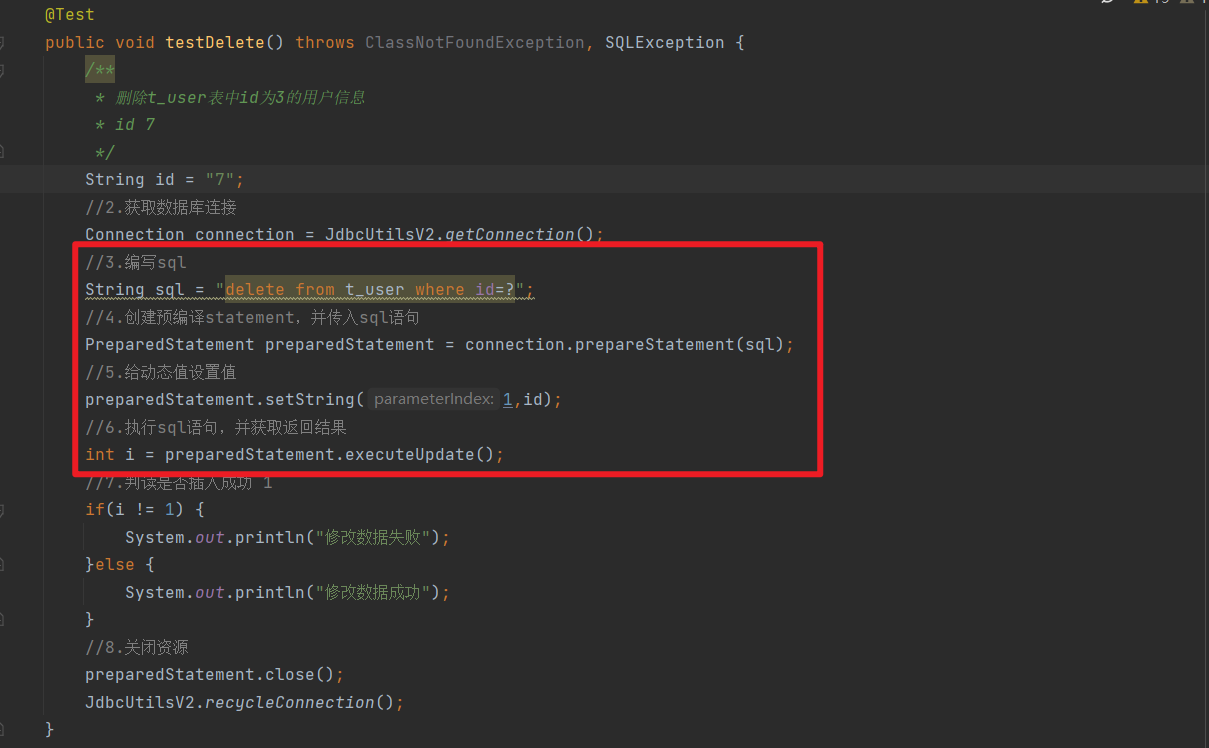 @Test
public void testDelete() throws ClassNotFoundException, SQLException {
/**
* 删除t_user表中id为3的用户信息
* id 7
*/
String id = "7";
//2.获取数据库连接
Connection connection = JdbcUtilsV2.getConnection();
//3.编写sql
String sql = "delete from t_user where id=?";
//4.创建预编译statement，并传入sql语句
PreparedStatement preparedStatement = connection.prepareStatement(sql);
//5.给动态值设置值
preparedStatement.setString( parameterIndex: 1,id);
//6.执行sql语句，并获取返回结果
int i = preparedStatement.executeUpdate();
//7.判读是否插入成功 1
if(i != 1) {
System.out.println("修改数据失败");
}else {
System.out.println("修改数据成功");
}
//8.关闭资源
preparedStatement.close();
JdbcUtilsV2.recycleConnection();
}